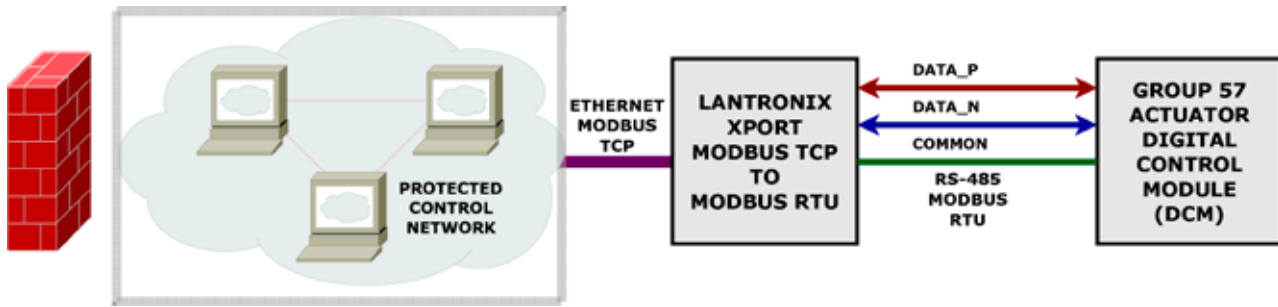 PROTECTED
CONTROL
NETWORK
ETHERNET
MODBUS
TCP
LANTRONIX
XPORT
MODBUS TCP
TO
MODBUS RTU
DATA_P
DATA_N
COMMON
RS-485
MODBUS
RTU
GROUP 57
ACTUATOR
DIGITAL
CONTROL
MODULE
(DCM)